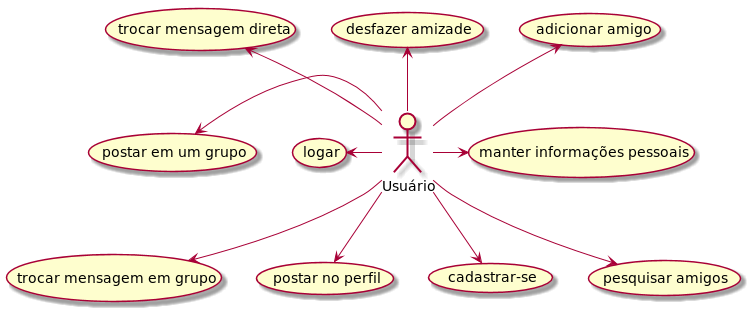 trocar mensagem direta
desfazer amizade
adicionar amigo
postar em um grupo
logar
manter informações pessoais
Usuário
trocar mensagem em grupo
postar no perfil
cadastrar-se
pesquisar amigos